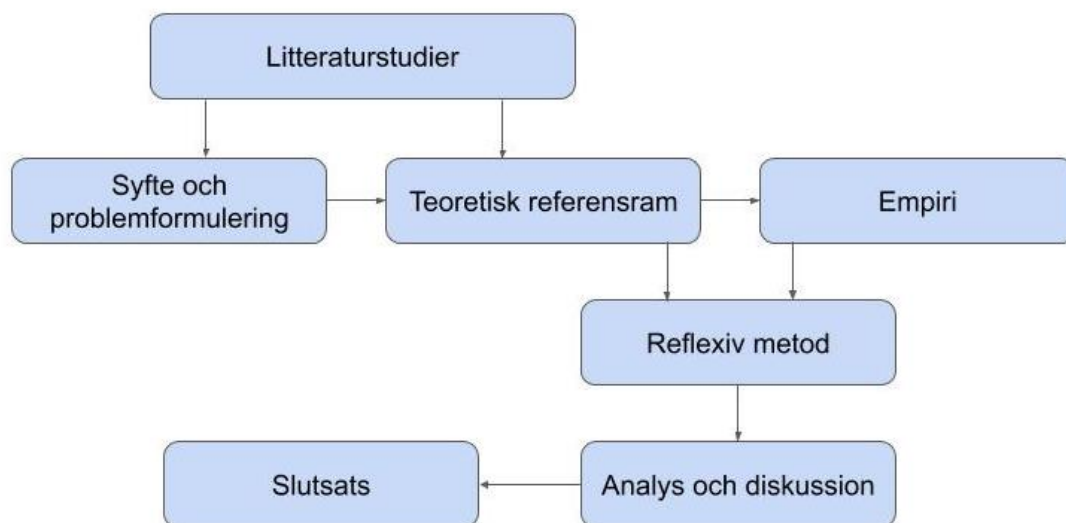 Litteraturstudier
Syfte och
problemformulering
Teoretisk referensram
Empiri
Reflexiv metod
Slutsats
Analys och diskussion